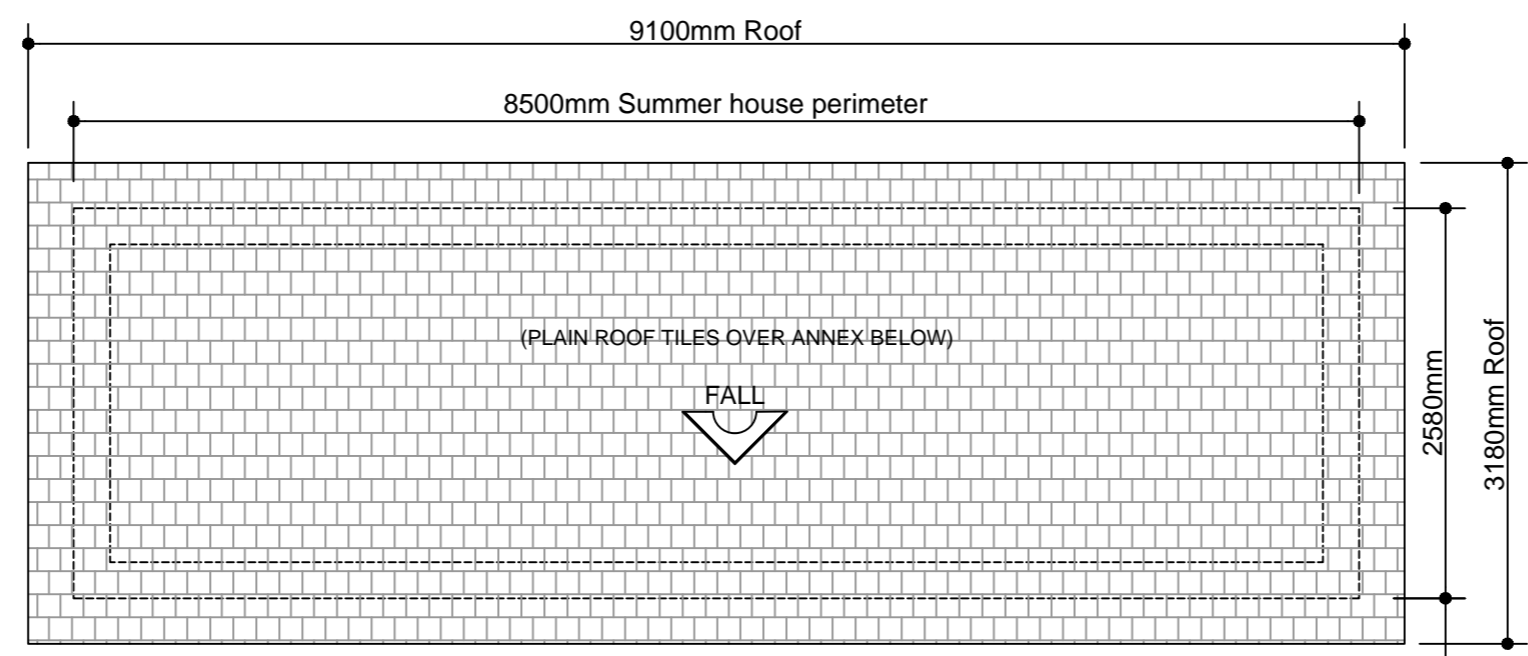 9100mm Roof
8500mm Summer house perimeter
(PLAIN ROOF TILES OVER ANNEX BELOW)
FALL
2580mm
3180mm Roof